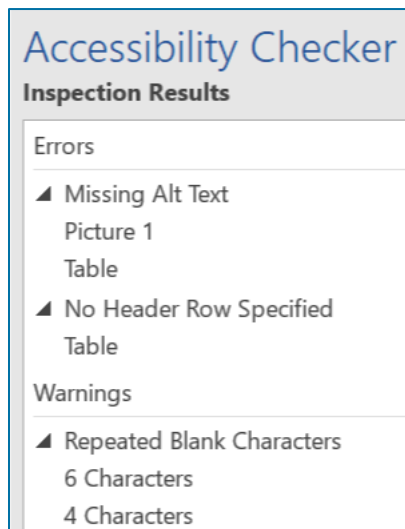 Accessibility Checker
Inspection Results
Errors
Missing Alt Text
Picture 1
Table
No Header Row Specified
Table
Warnings
Repeated Blank Characters
6 Characters
4 Characters